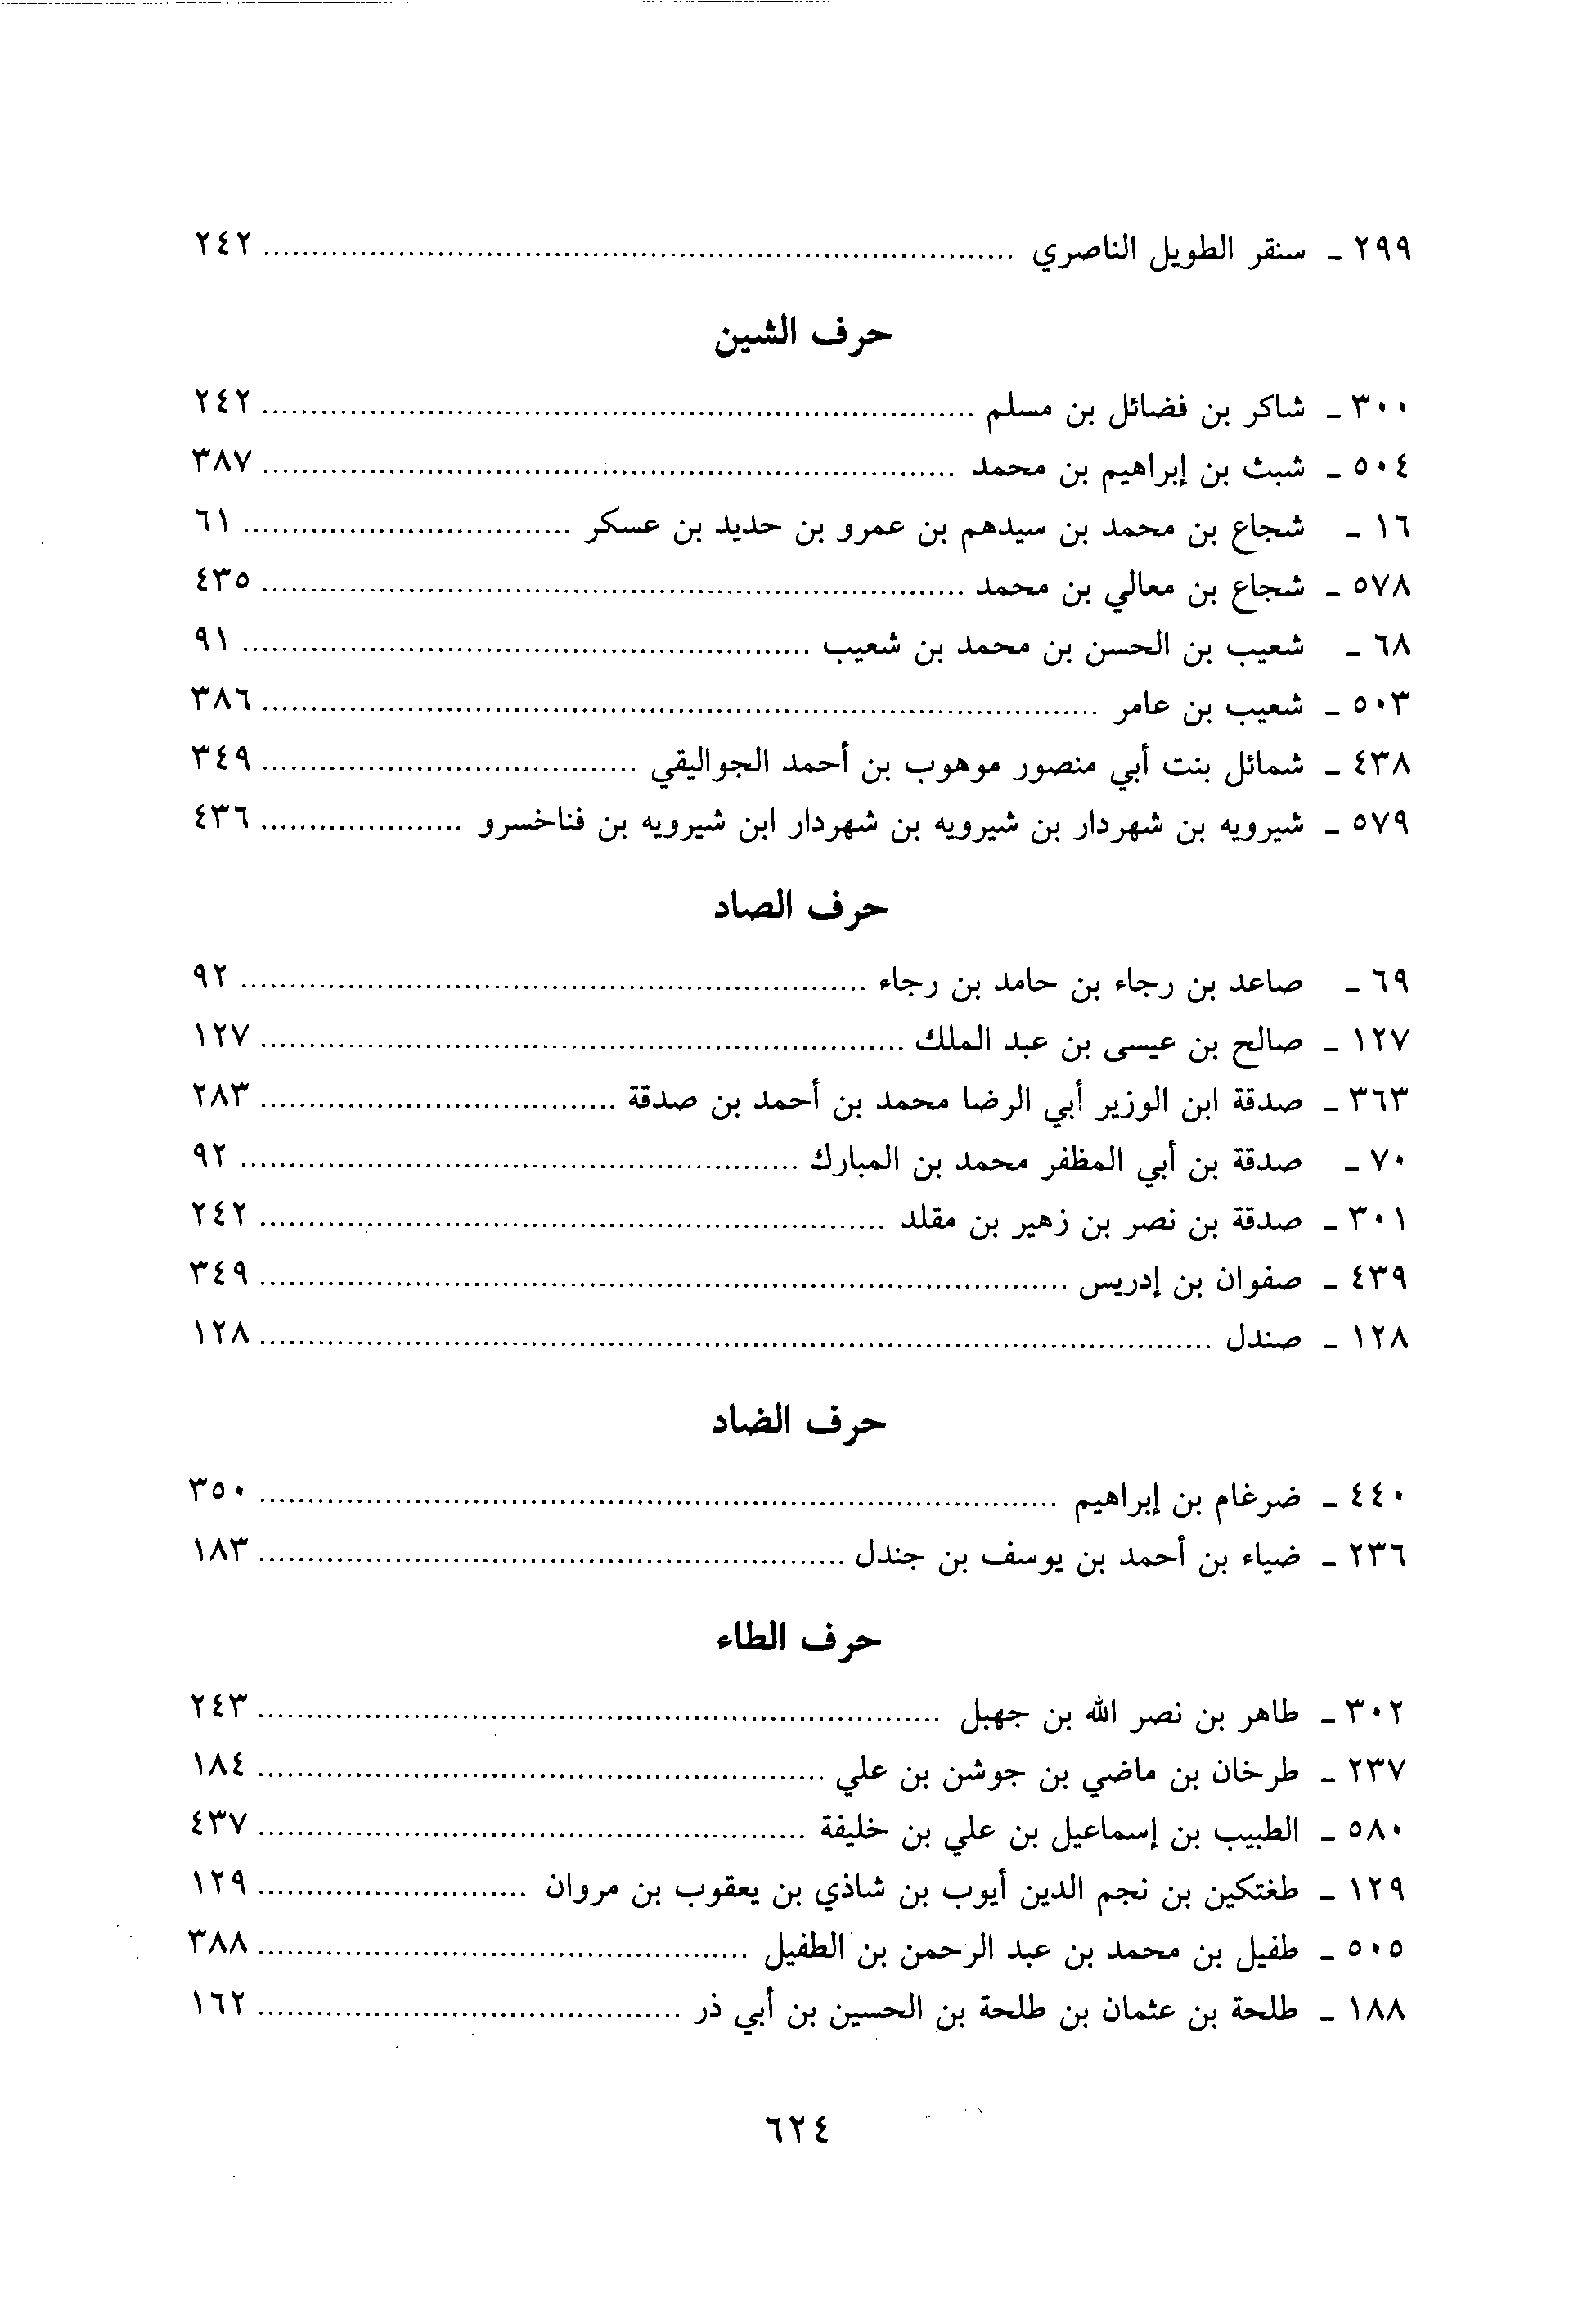 ٢٩٩ ـ سنقر الطويل الناصري ........ ٢٤٢
حرف الشين
٣٠٠ ـ شاكر بن فضائل بن مسلم ........ ٢٤٢
٥٠٤ ـ شبث بن إبراهيم بن محمد ........ ٣٨٧
١٦ ـ شجاع بن محمد بن سيدهم بن عمرو بن حديد بن عسكر ........ ٦١
٥٧٨ ـ شجاع بن معالي بن محمد ........ ٤٣٥
٦٨ ـ شعيب بن الحسن بن محمد بن شعيب ........ ٩١
٥٠٣ ـ شعيب بن عامر ........ ٣٨٦
٤٣٨ ـ شمائل بنت أبي منصور موهوب بن أحمد الجواليقي ........ ٣٤٩
٥٧٩ ـ شيرويه بن شهردار بن شيرويه بن شهردار ابن شيرويه بن فناخسرو ........ ٤٣٦
حرف الصاد
٦٩ ـ صاعد بن رجاء بن حامد بن رجاء ........ ٩٢
١٢٧ ـ صالح بن عيسى بن عبد الملك ........ ١٢٧
٣٦٣ ـ صدقة ابن الوزير أبي الرضا محمد بن أحمد بن صدقة ........ ٢٨٣
٧٠ ـ صدقة بن أبي المظفر محمد بن المبارك ........ ٩٢
٣٠١ ـ صدقة بن نصر بن زهير بن مقلد ........ ٢٤٢
٤٣٩ ـ صفوان بن إدريس ........ ٣٤٩
١٢٨ ـ صندل ........ ١٢٨
حرف الضاد
٤٤٠ ـ ضرغام بن إبراهيم ........ ٣٥٠
٢٣٦ ـ ضياء بن أحمد بن يوسف بن جندل ........ ١٨٣
حرف الطاء
٣٠٢ ـ طاهر بن نصر الله بن جهبل ........ ٢٤٣
٢٣٧ ـ طرخان بن ماضي بن جوشن بن علي ........ ١٨٤
٥٨٠ ـ الطبيب بن إسماعيل بن علي بن خليفة ........ ٤٣٧
١٢٩ ـ طغتكين بن نجم الدين أيوب بن شاذي بن يعقوب بن مروان ........ ١٢٩
٥٠٥ ـ طفيل بن محمد بن عبد الرحمن بن الطفيل ........ ٣٨٨
١٨٨ ـ طلحة بن عثمان بن طلحة بن الحسين بن أبي ذر ........ ١٦٢
٦٢٤